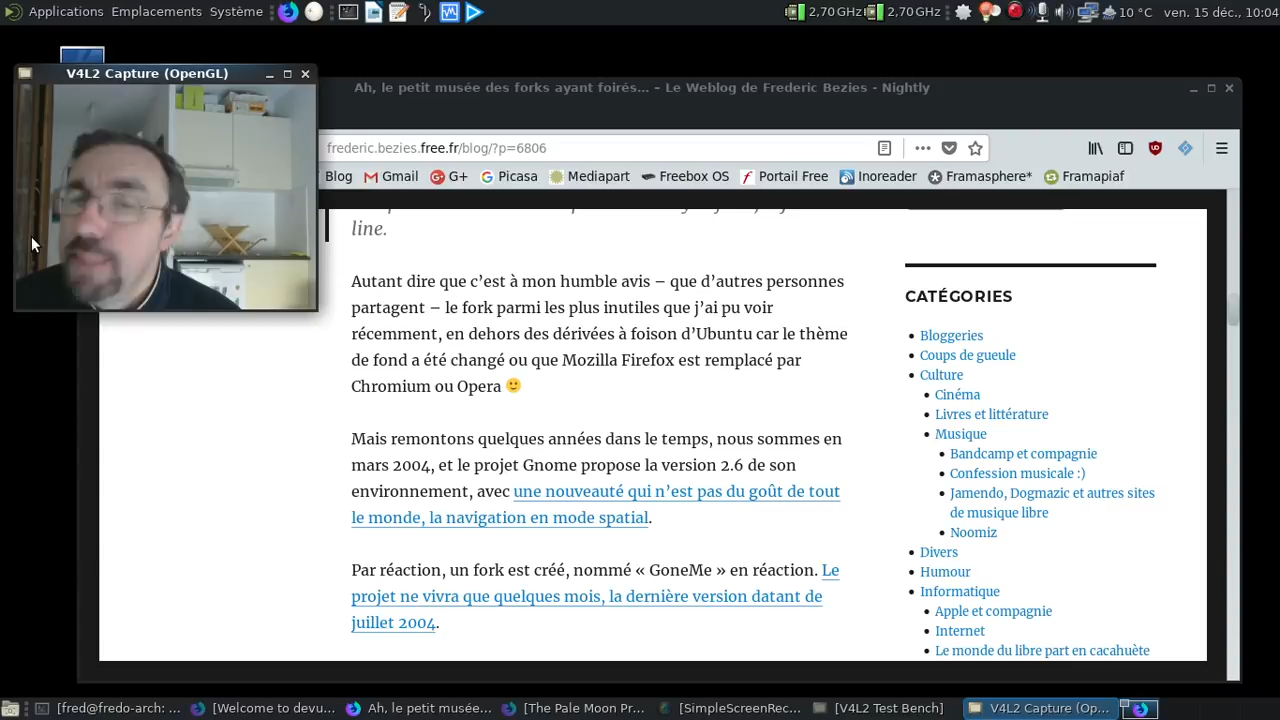 Applications Emplacements Système 2,70 GHz 2,70 GHz 10 °C ven. 15 déc., 10:04
V4L2 Capture (OpenGL)
Ah, le petit musée des forks ayant foirés… – Le Weblog de Frederic Bezies - Nightly
frederic.bezies.free.fr/blog/?p=6806
Blog Gmail G+ Picasa Mediapart Freebox OS Portail Free Inoreader Framasphere* Framapiaf
line.
Autant dire que c’est à mon humble avis – que d’autres personnes
partagent – le fork parmi les plus inutiles que j’ai pu voir
récemment, en dehors des dérivées à foison d’Ubuntu car le thème
de fond a été changé ou que Mozilla Firefox est remplacé par
Chromium ou Opera
Mais remontons quelques années dans le temps, nous sommes en
mars 2004, et le projet Gnome propose la version 2.6 de son
environnement, avec une nouveauté qui n’est pas du goût de tout
le monde, la navigation en mode spatial.
Par réaction, un fork est créé, nommé « GoneMe » en réaction. Le
projet ne vivra que quelques mois, la dernière version datant de
juillet 2004.
CATÉGORIES
Bloggeries
Coups de gueule
Culture
Cinéma
Livres et littérature
Musique
Bandcamp et compagnie
Confession musicale :)
Jamendo, Dogmazic et autres sites
de musique libre
Noomiz
Divers
Humour
Informatique
Apple et compagnie
Internet
Le monde du libre part en cacahuète
[fred@fredo-arch: ... [Welcome to devu... Ah, le petit musée... [The Pale Moon Pr... [SimpleScreenRec... [V4L2 Test Bench] V4L2 Capture (Op...